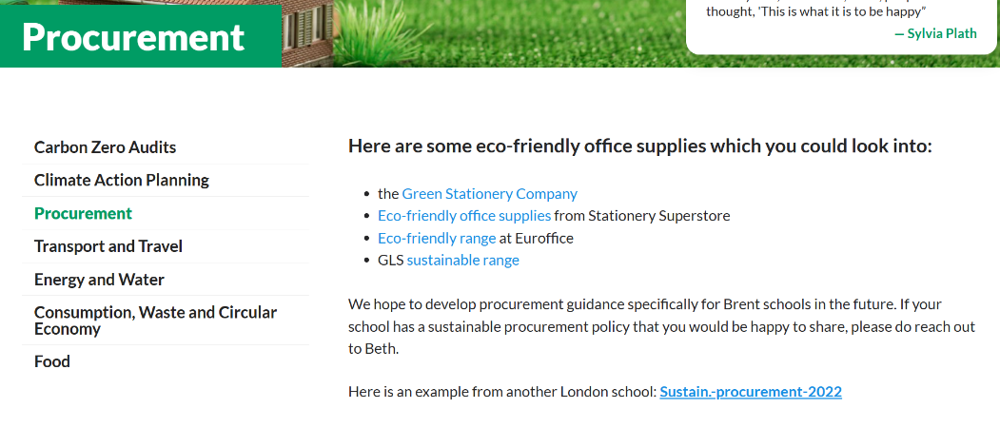 thought, 'This is what it is to be happy”
— Sylvia Plath
Procurement
Carbon Zero Audits
Climate Action Planning
Procurement
Transport and Travel
Energy and Water
Consumption, Waste and Circular
Economy
Food
Here are some eco-friendly office supplies which you could look into:
• the Green Stationery Company
• Eco-friendly office supplies from Stationery Superstore
• Eco-friendly range at Euroffice
• GLS sustainable range
We hope to develop procurement guidance specifically for Brent schools in the future. If your
school has a sustainable procurement policy that you would be happy to share, please do reach out
to Beth.
Here is an example from another London school: Sustain.-procurement-2022